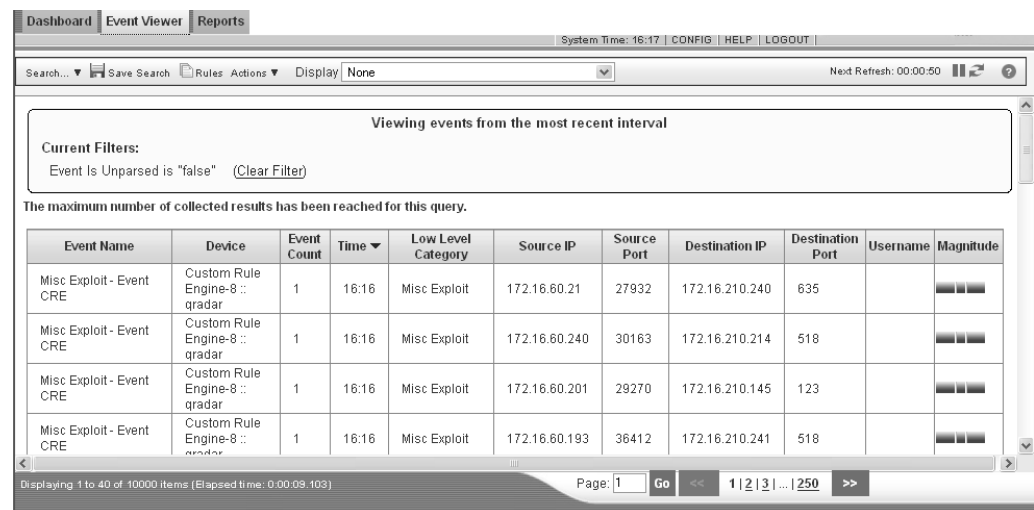 Dashboard Event Viewer Reports
System Time: 16:17 | CONFIG | HELP | LOGOUT |
Search... ▼ Save Search Rules Actions ▼ Display None Next Refresh: 00:00:50
Viewing events from the most recent interval
Current Filters:
Event Is Unparsed is "false" (Clear Filter)
The maximum number of collected results has been reached for this query.
Event Name Device Event Count Time ▼ Low Level Category Source IP Source Port Destination IP Destination Port Username Magnitude
Misc Exploit - Event CRE Custom Rule Engine-8 :: qradar 1 16:16 Misc Exploit 172.16.60.21 27932 172.16.210.240 635
Misc Exploit - Event CRE Custom Rule Engine-8 :: qradar 1 16:16 Misc Exploit 172.16.60.240 30163 172.16.210.214 518
Misc Exploit - Event CRE Custom Rule Engine-8 :: qradar 1 16:16 Misc Exploit 172.16.60.201 29270 172.16.210.145 123
Misc Exploit - Event CRE Custom Rule Engine-8 :: qradar 1 16:16 Misc Exploit 172.16.60.193 36412 172.16.210.241 518
Displaying 1 to 40 of 10000 items (Elapsed time: 0:00:09.103) Page: 1 Go << 1 | 2 | 3 | ... | 250 >>